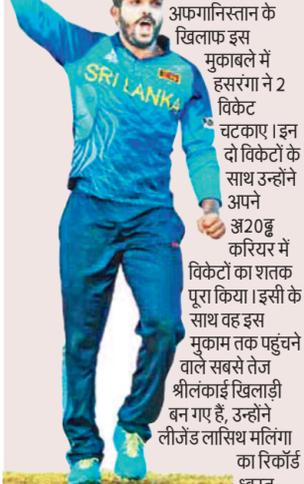 अफगानिस्तान के
खिलाफ इस
मुकाबले में
हसरंगा ने 2
विकेट
चटकाए। इन
दो विकेटों के
साथ उन्होंने
अपने
अ़20ढ्ढ
करियर में
विकेटों का शतक
पूरा किया। इसी के
साथ वह इस
मुकाम तक पहुंचने
वाले सबसे तेज
श्रीलंकाई खिलाड़ी
बन गए हैं, उन्होंने
लीजेंड लासिथ मलिंगा
का रिकॉर्ड
SRI LANKA